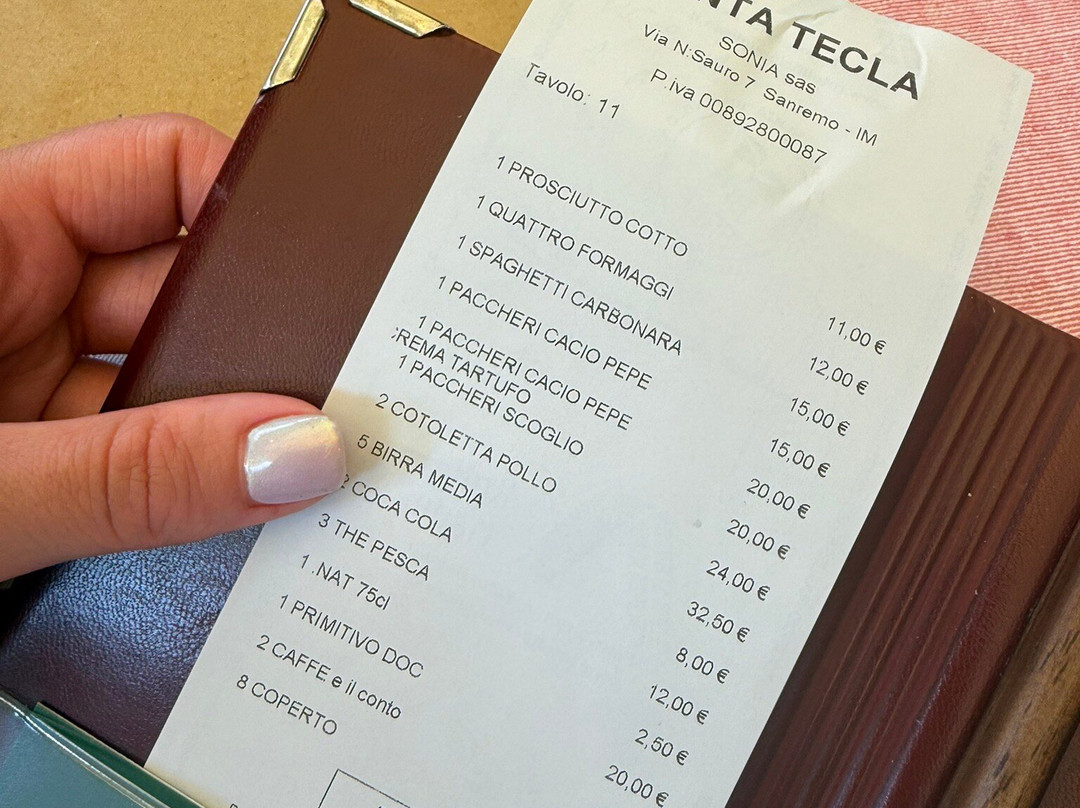 NTA TECLA
SONIA sas
Via N.Sauro 7 Sanremo - IM
P.iva 00892800087
Tavolo: 11
1 PROSCIUTTO COTTO 11,00 €
1 QUATTRO FORMAGGI 12,00 €
1 SPAGHETTI CARBONARA 15,00 €
1 PACCHERI CACIO PEPE 15,00 €
1 PACCHERI CACIO PEPE 20,00 €
CREMA TARTUFO
1 PACCHERI SCOGLIO 20,00 €
2 COTOLETTA POLLO 24,00 €
5 BIRRA MEDIA 32,50 €
2 COCA COLA 8,00 €
3 THE PESCA 12,00 €
1 .NAT 75cl 2,50 €
1 PRIMITIVO DOC 20,00 €
2 CAFFE e il conto
8 COPERTO